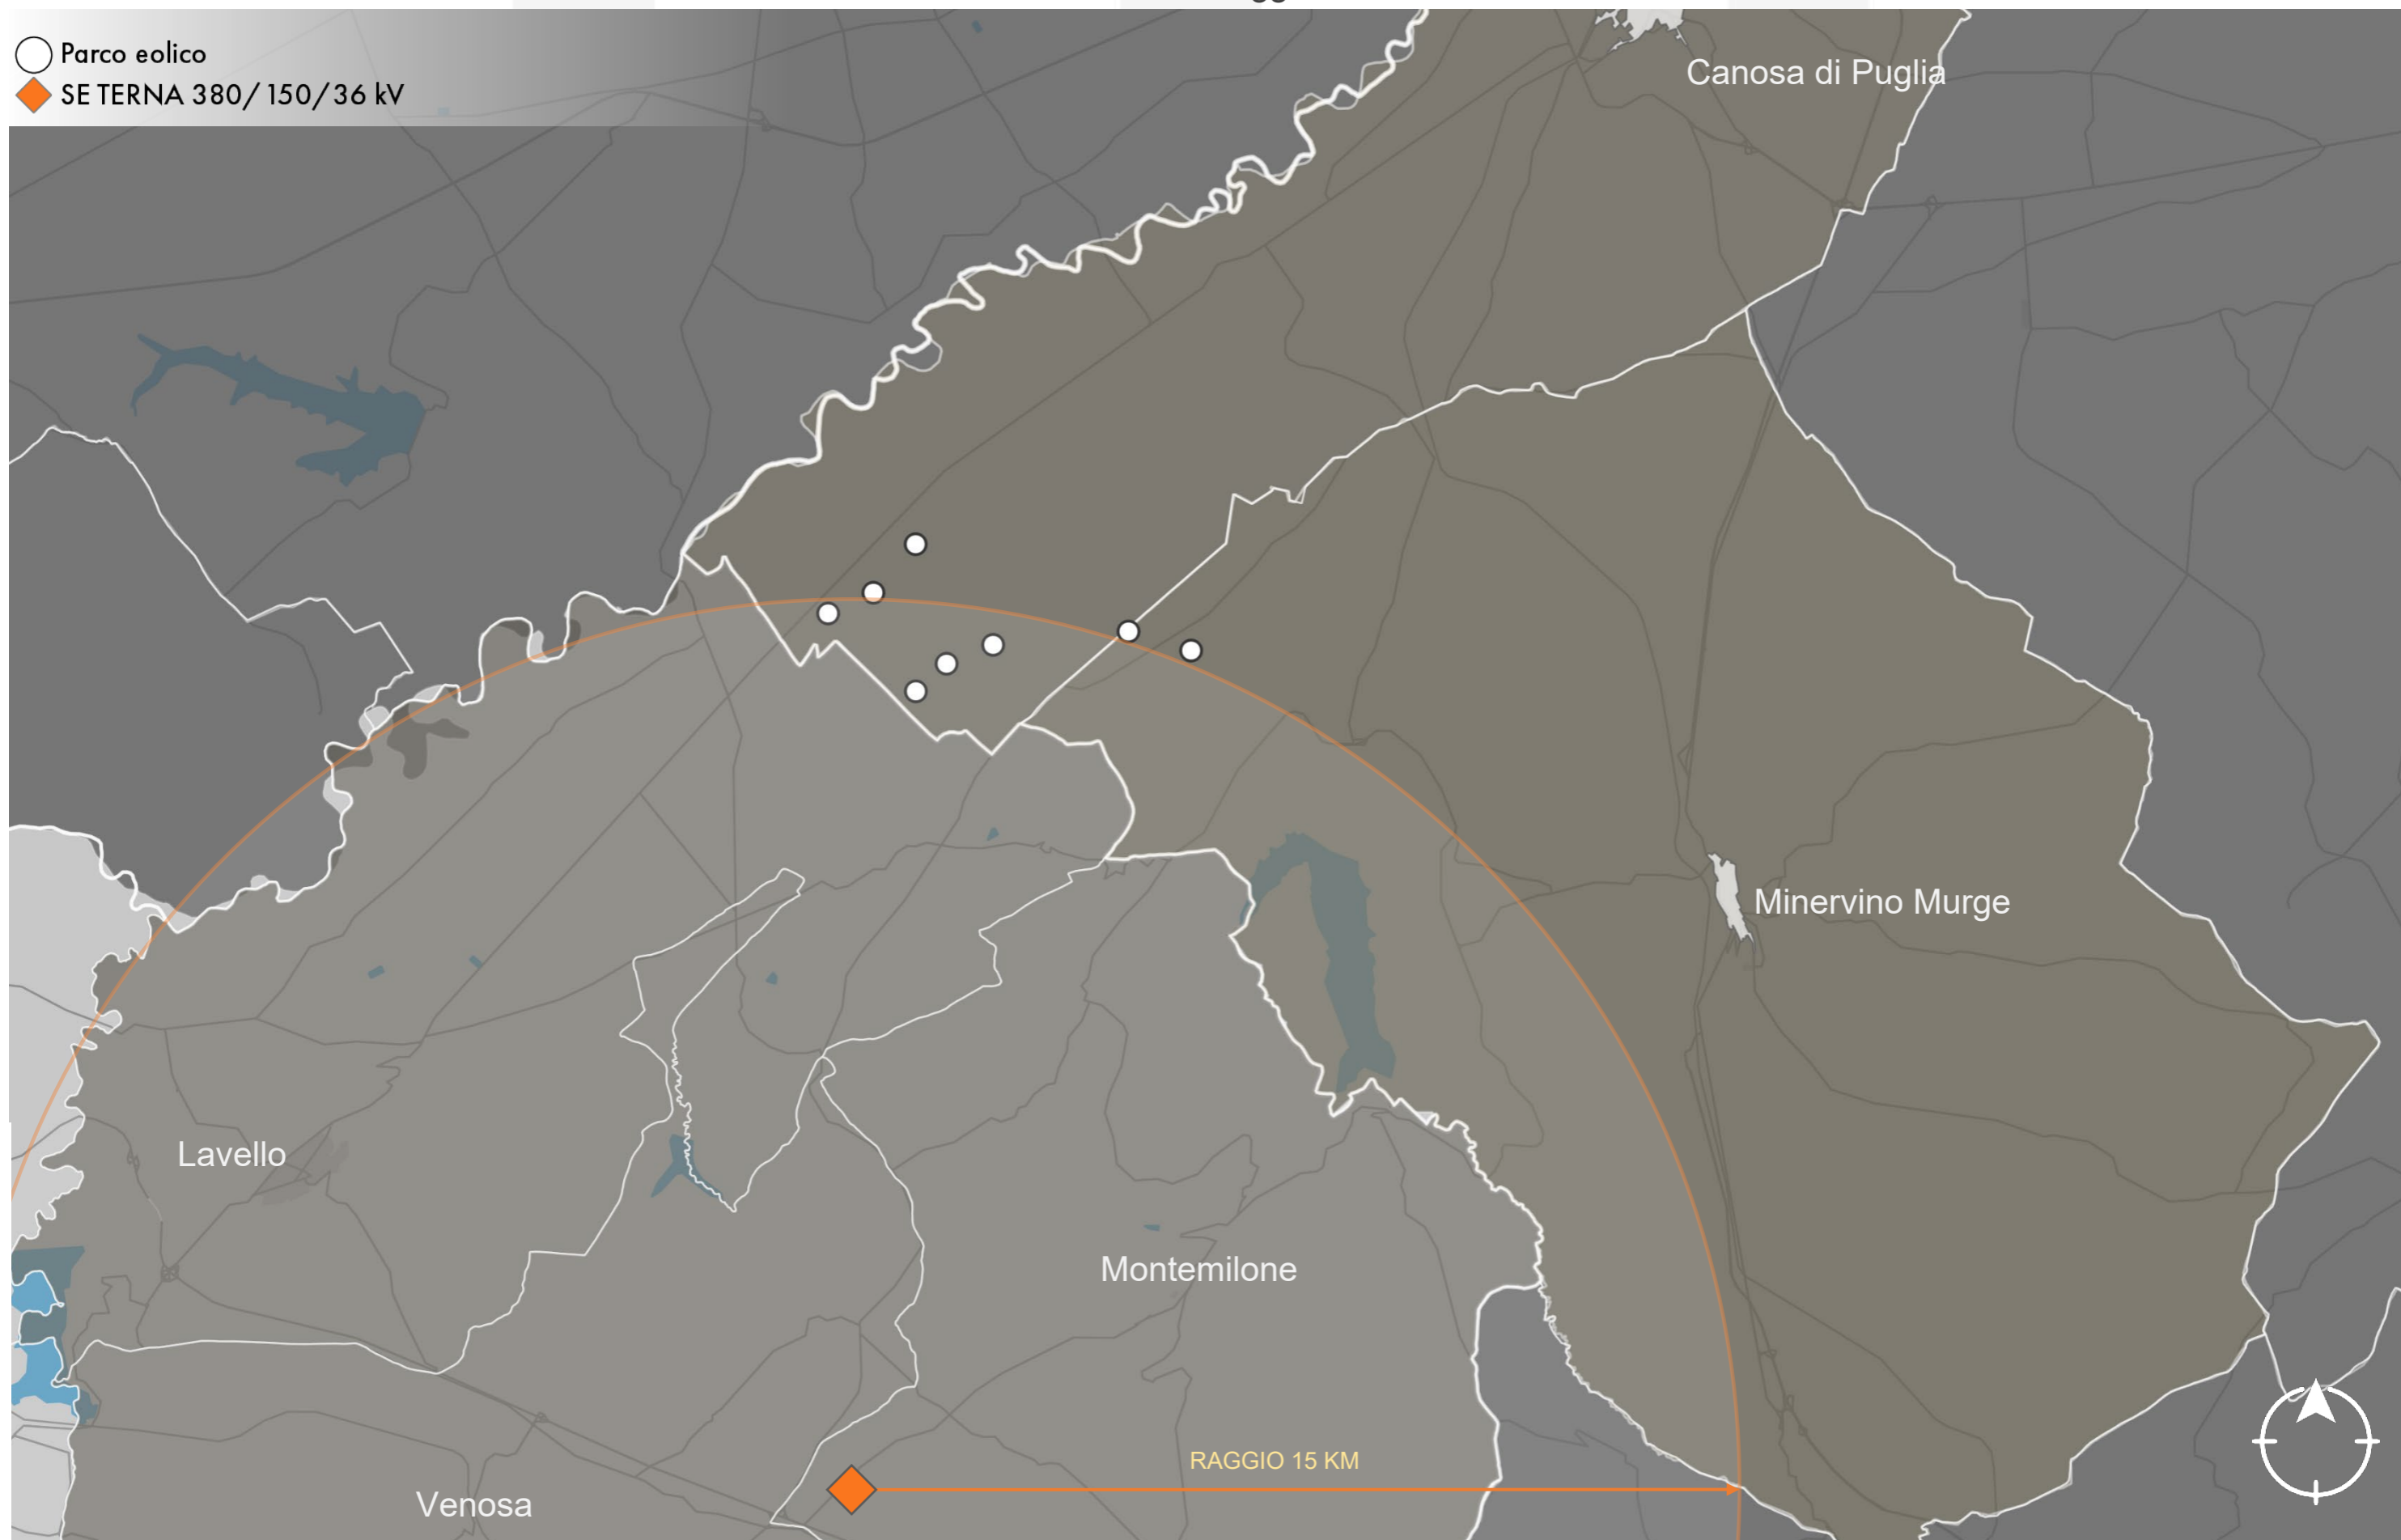 Parco eolico
SE TERNA 380/150/36 kV
Canosa di Puglia
Minervino Murge
Lavello
Montemilone
RAGGIO 15 KM
Venosa